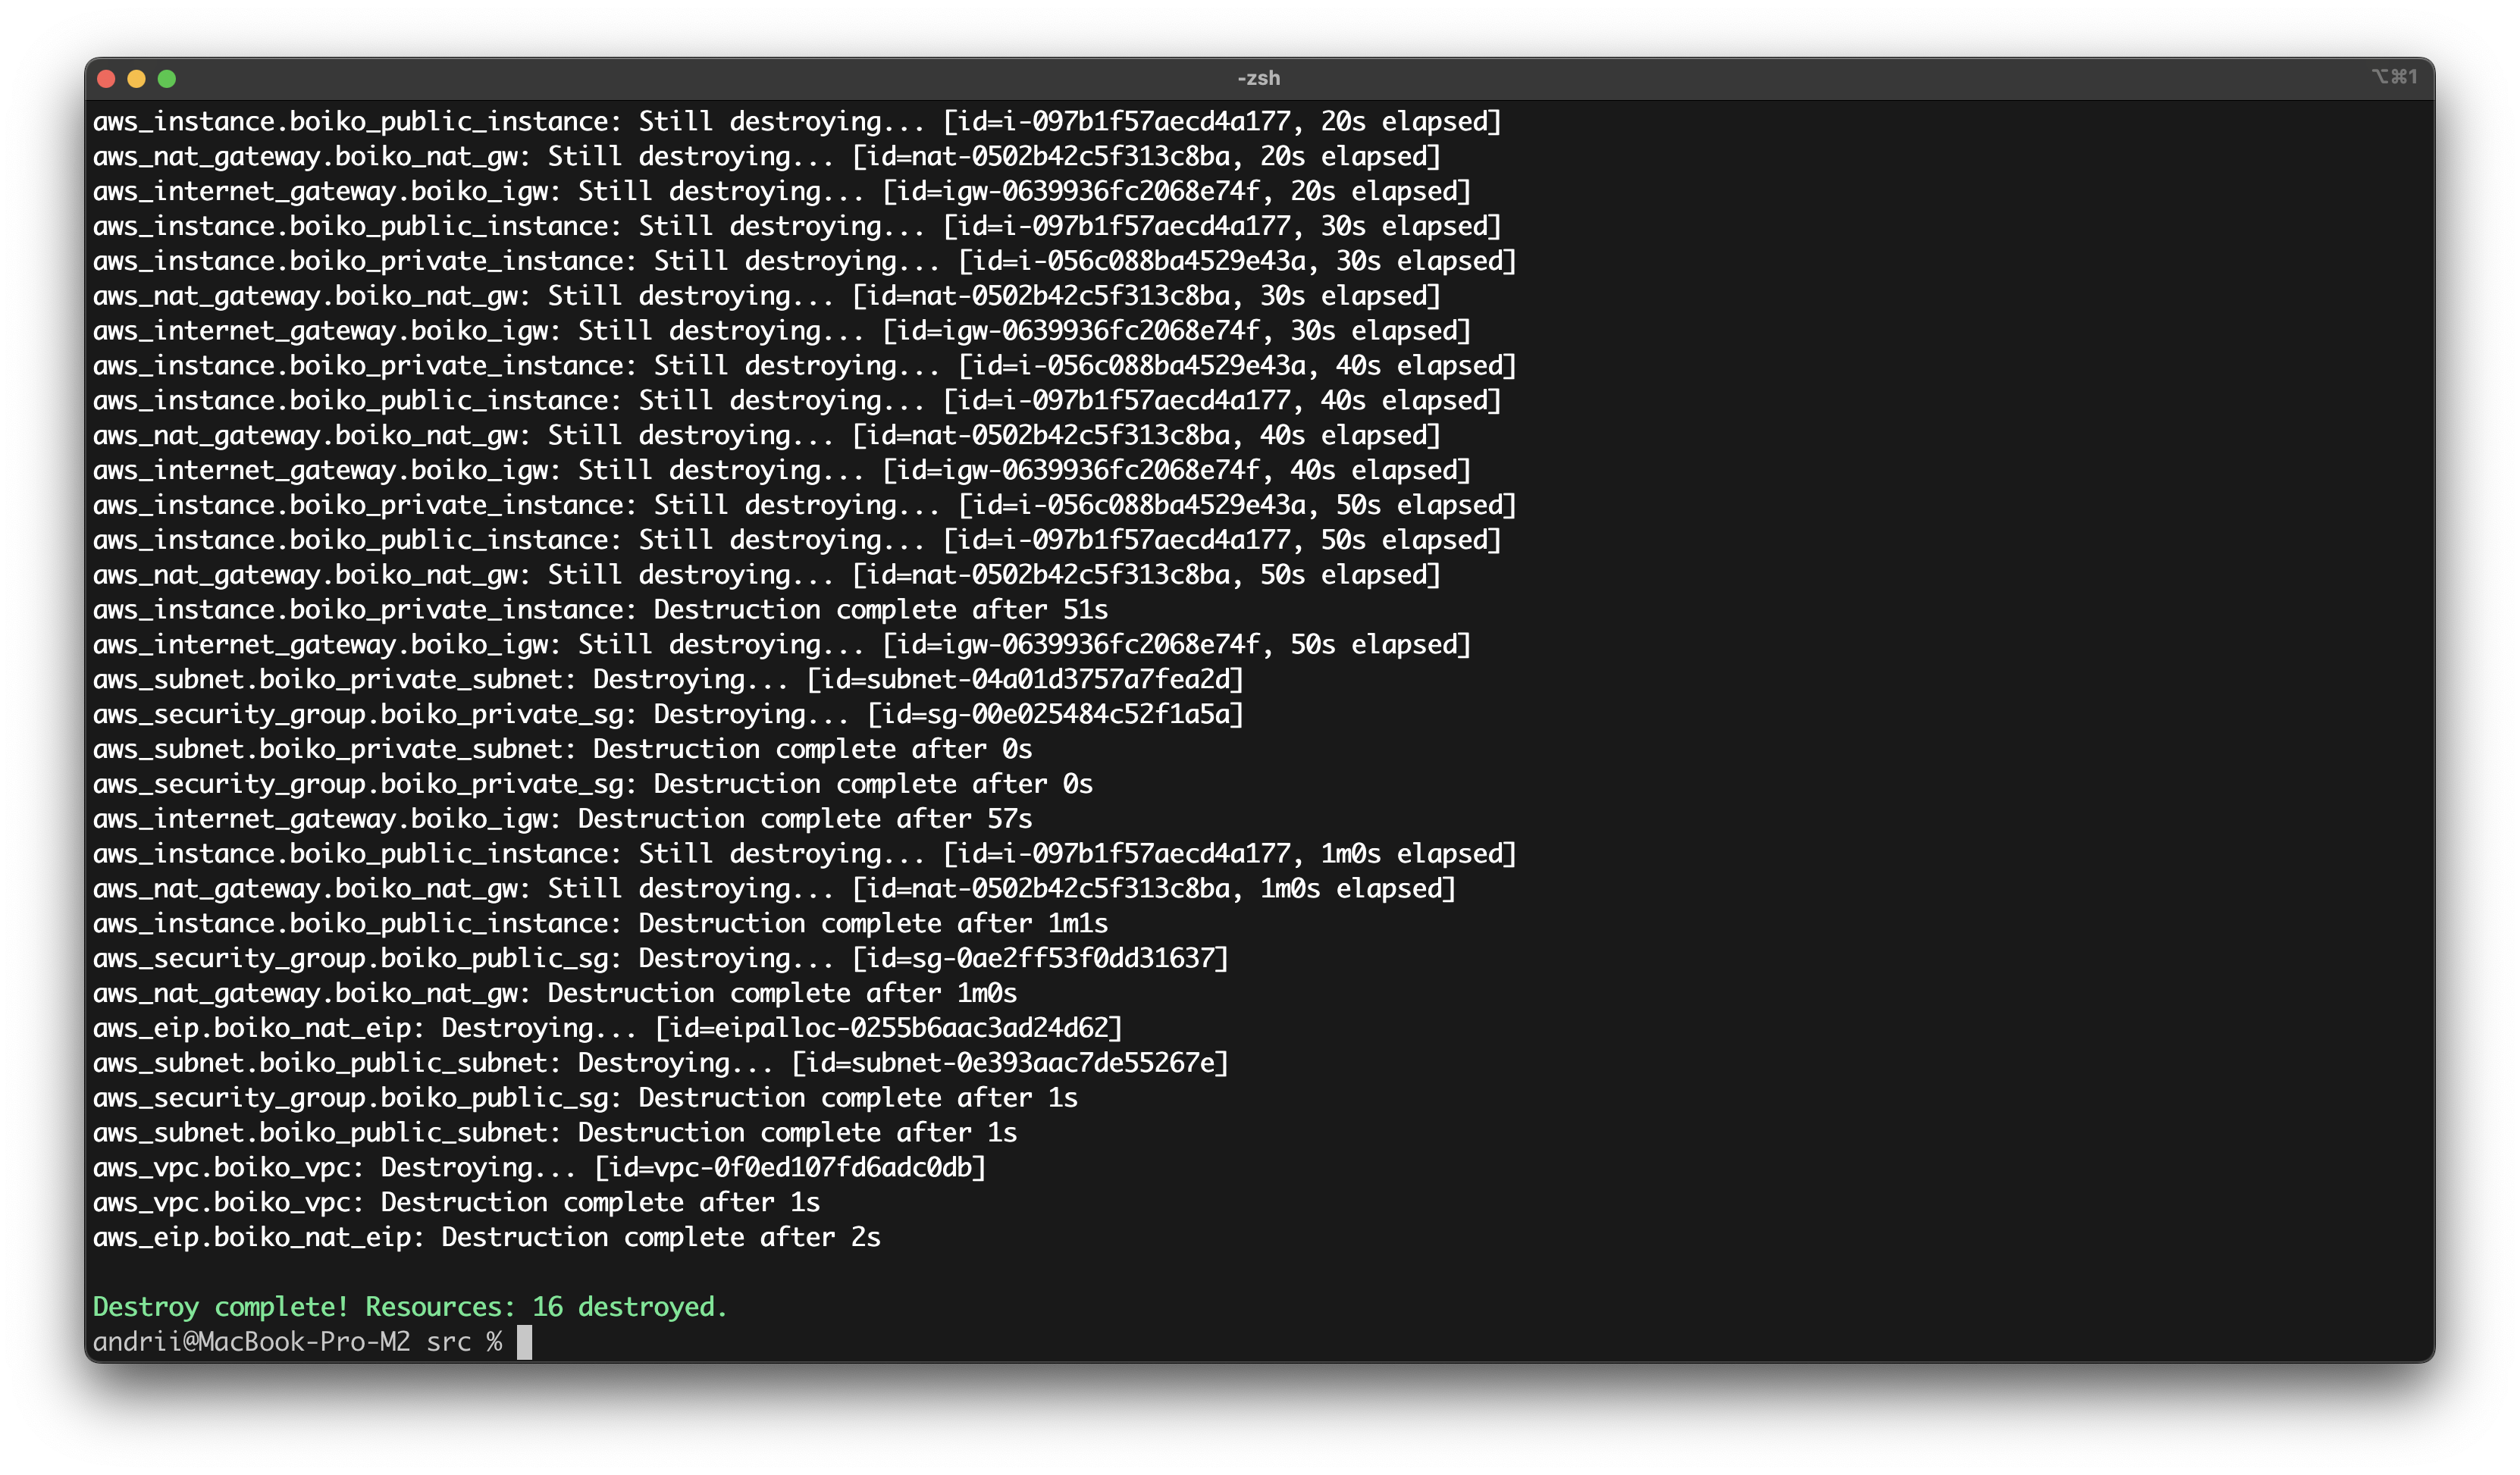 -zsh
⌥⌘1
aws_instance.boiko_public_instance: Still destroying... [id=i-097b1f57aecd4a177, 20s elapsed]
aws_nat_gateway.boiko_nat_gw: Still destroying... [id=nat-0502b42c5f313c8ba, 20s elapsed]
aws_internet_gateway.boiko_igw: Still destroying... [id=igw-0639936fc2068e74f, 20s elapsed]
aws_instance.boiko_public_instance: Still destroying... [id=i-097b1f57aecd4a177, 30s elapsed]
aws_instance.boiko_private_instance: Still destroying... [id=i-056c088ba4529e43a, 30s elapsed]
aws_nat_gateway.boiko_nat_gw: Still destroying... [id=nat-0502b42c5f313c8ba, 30s elapsed]
aws_internet_gateway.boiko_igw: Still destroying... [id=igw-0639936fc2068e74f, 30s elapsed]
aws_instance.boiko_private_instance: Still destroying... [id=i-056c088ba4529e43a, 40s elapsed]
aws_instance.boiko_public_instance: Still destroying... [id=i-097b1f57aecd4a177, 40s elapsed]
aws_nat_gateway.boiko_nat_gw: Still destroying... [id=nat-0502b42c5f313c8ba, 40s elapsed]
aws_internet_gateway.boiko_igw: Still destroying... [id=igw-0639936fc2068e74f, 40s elapsed]
aws_instance.boiko_private_instance: Still destroying... [id=i-056c088ba4529e43a, 50s elapsed]
aws_instance.boiko_public_instance: Still destroying... [id=i-097b1f57aecd4a177, 50s elapsed]
aws_nat_gateway.boiko_nat_gw: Still destroying... [id=nat-0502b42c5f313c8ba, 50s elapsed]
aws_instance.boiko_private_instance: Destruction complete after 51s
aws_internet_gateway.boiko_igw: Still destroying... [id=igw-0639936fc2068e74f, 50s elapsed]
aws_subnet.boiko_private_subnet: Destroying... [id=subnet-04a01d3757a7fea2d]
aws_security_group.boiko_private_sg: Destroying... [id=sg-00e025484c52f1a5a]
aws_subnet.boiko_private_subnet: Destruction complete after 0s
aws_security_group.boiko_private_sg: Destruction complete after 0s
aws_internet_gateway.boiko_igw: Destruction complete after 57s
aws_instance.boiko_public_instance: Still destroying... [id=i-097b1f57aecd4a177, 1m0s elapsed]
aws_nat_gateway.boiko_nat_gw: Still destroying... [id=nat-0502b42c5f313c8ba, 1m0s elapsed]
aws_instance.boiko_public_instance: Destruction complete after 1m1s
aws_security_group.boiko_public_sg: Destroying... [id=sg-0ae2ff53f0dd31637]
aws_nat_gateway.boiko_nat_gw: Destruction complete after 1m0s
aws_eip.boiko_nat_eip: Destroying... [id=eipalloc-0255b6aac3ad24d62]
aws_subnet.boiko_public_subnet: Destroying... [id=subnet-0e393aac7de55267e]
aws_security_group.boiko_public_sg: Destruction complete after 1s
aws_subnet.boiko_public_subnet: Destruction complete after 1s
aws_vpc.boiko_vpc: Destroying... [id=vpc-0f0ed107fd6adc0db]
aws_vpc.boiko_vpc: Destruction complete after 1s
aws_eip.boiko_nat_eip: Destruction complete after 2s
Destroy complete! Resources: 16 destroyed.
andrii@MacBook-Pro-M2 src %